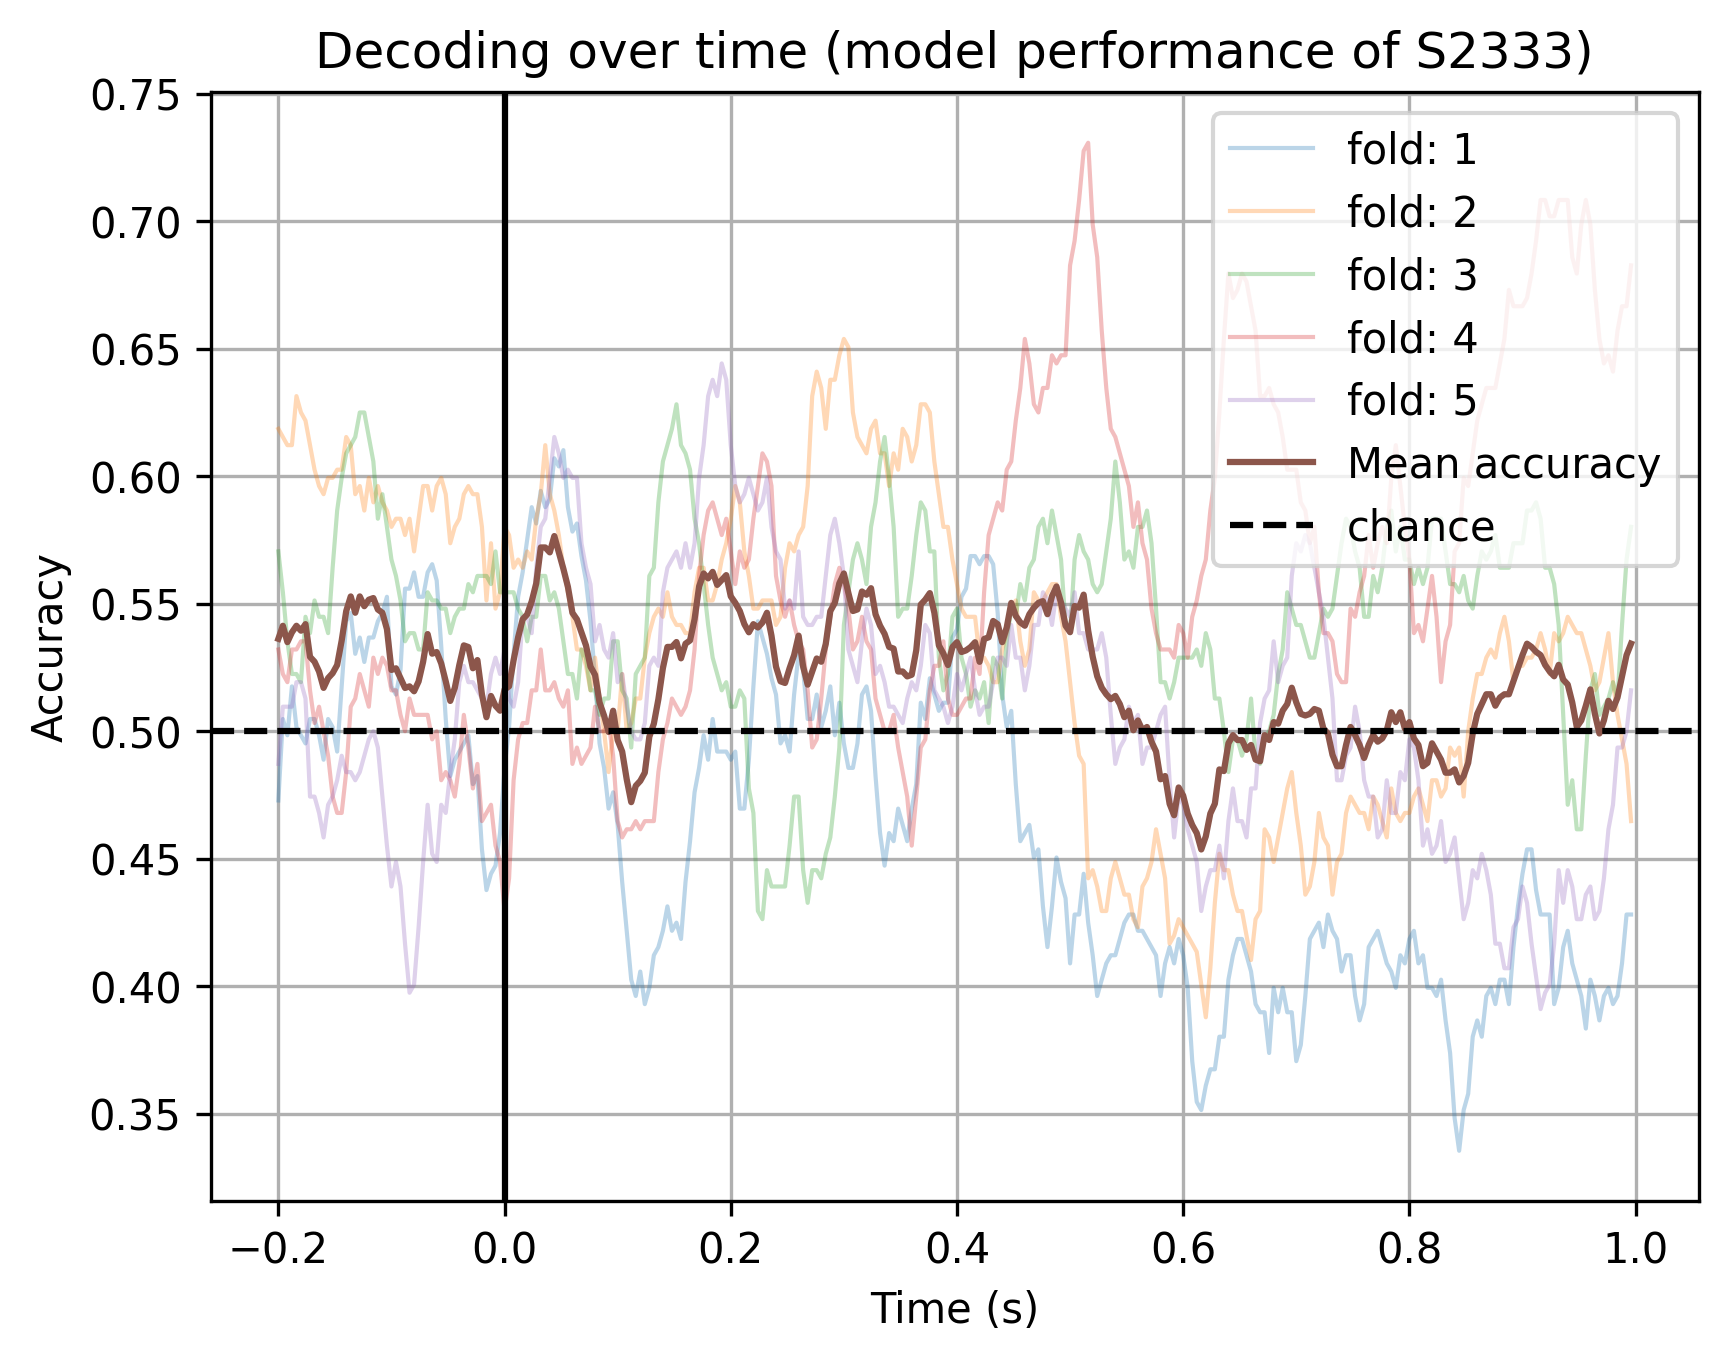 Decoding over time (model performance of S2333)
0.75
0.70
0.65
0.60
0.55
0.50
0.45
0.40
0.35
Accuracy
fold: 1
fold: 2
fold: 3
fold: 4
fold: 5
Mean accuracy
chance
−0.2
0.0
0.2
0.4
0.6
0.8
1.0
Time (s)